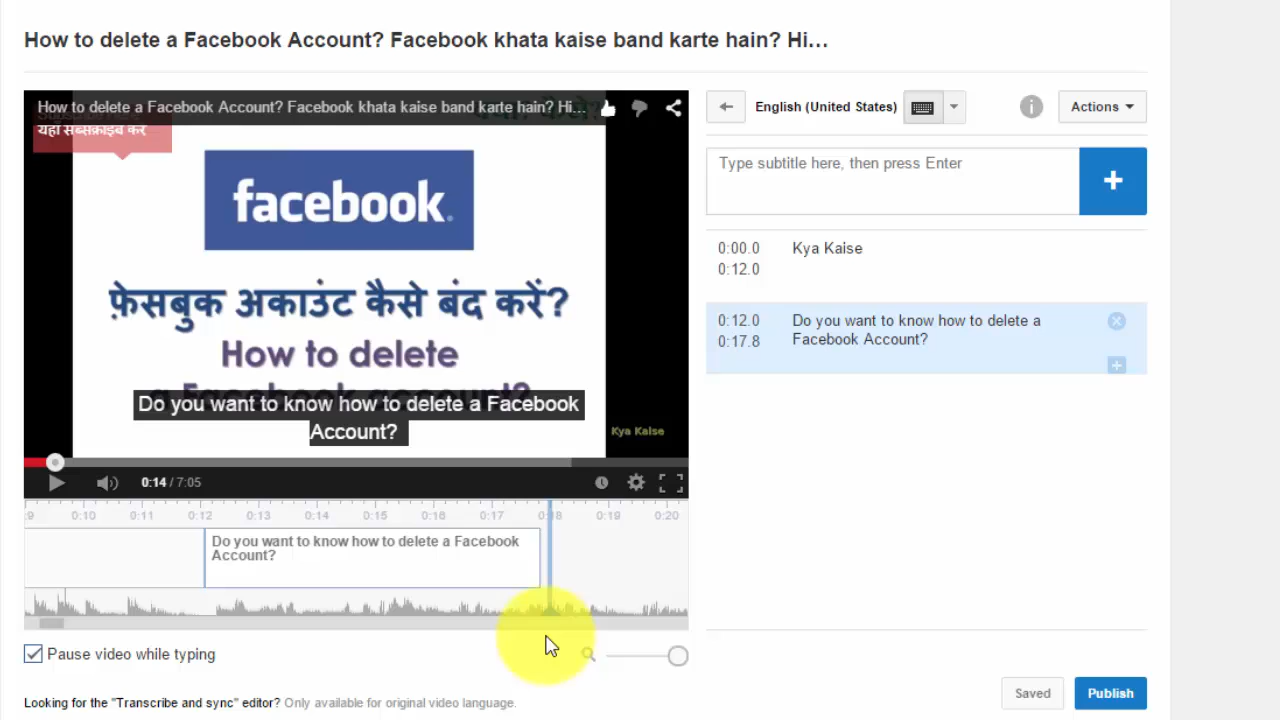 How to delete a Facebook Account? Facebook khata kaise band karte hain? Hi...
How to delete a Facebook Account? Facebook khata kaise band karte hain? Hi...
यहाँ सब्सक्राइब करें
facebook.
फ़ेसबुक अकाउंट कैसे बंद करें?
How to delete
a Facebook account?
Do you want to know how to delete a Facebook
Account?
Kya Kaise
0:14 / 7:05
0:10 0:11 0:12 0:13 0:14 0:15 0:16 0:17 0:18 0:19 0:20
Do you want to know how to delete a Facebook
Account?
Pause video while typing
Looking for the "Transcribe and sync" editor? Only available for original video language.
English (United States)
Actions
Type subtitle here, then press Enter
0:00.0 Kya Kaise
0:12.0
0:12.0 Do you want to know how to delete a
0:17.8 Facebook Account?
Saved
Publish